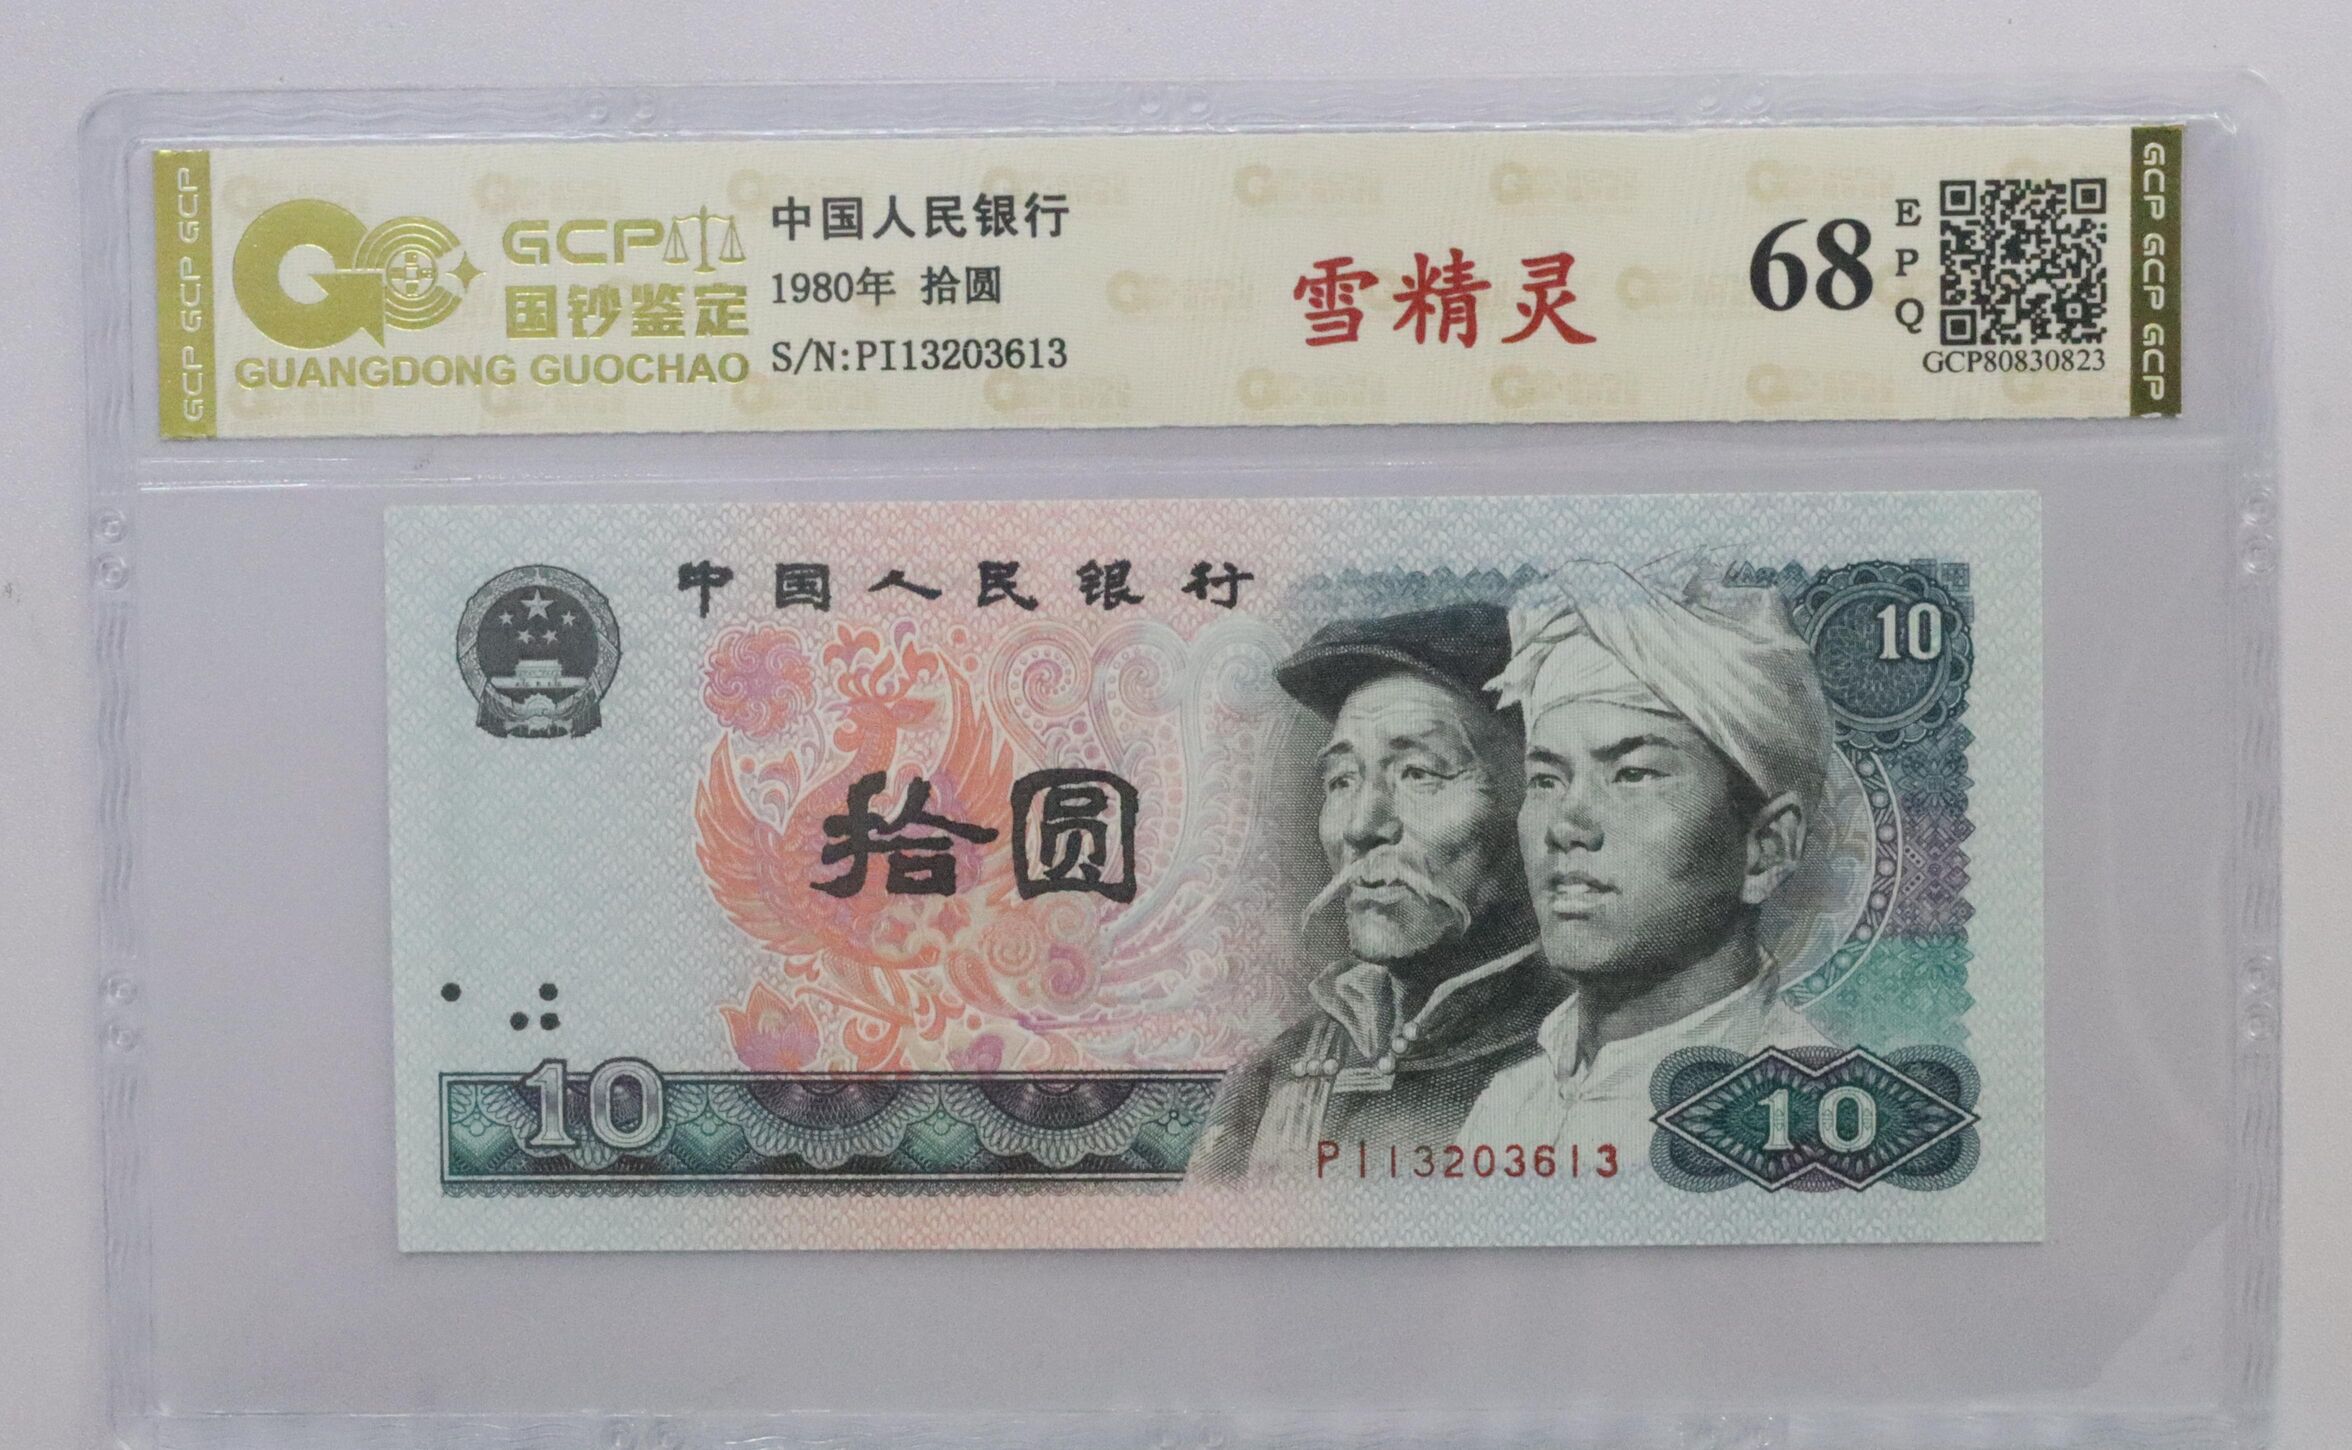 GCP GCP GCP
GCP
国钞鉴定
GUANGDONG GUOCHAO
中国人民银行
1980年 拾圆
S/N:PI13203613
雪精灵
68
EPQ
GCP80830823
GCP GCP GCP
中国人民银行
10
拾圆
10
10
PI13203613